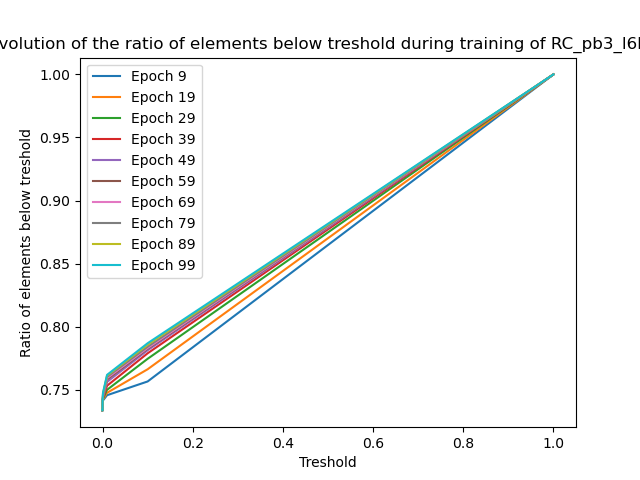 volution of the ratio of elements below treshold during training of RC_pb3_l6l
1.00
0.95
0.90
0.85
0.80
0.75
Ratio of elements below treshold
Epoch 9
Epoch 19
Epoch 29
Epoch 39
Epoch 49
Epoch 59
Epoch 69
Epoch 79
Epoch 89
Epoch 99
0.0 0.2 0.4 0.6 0.8 1.0
Treshold